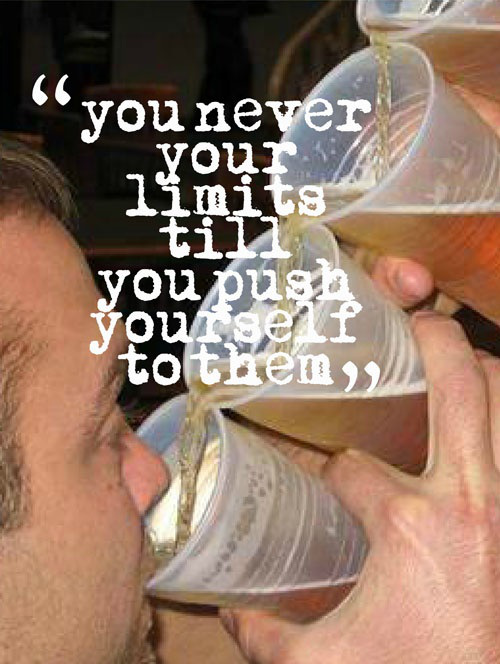 “you never
your
limits
till
you push
yourself
to them”